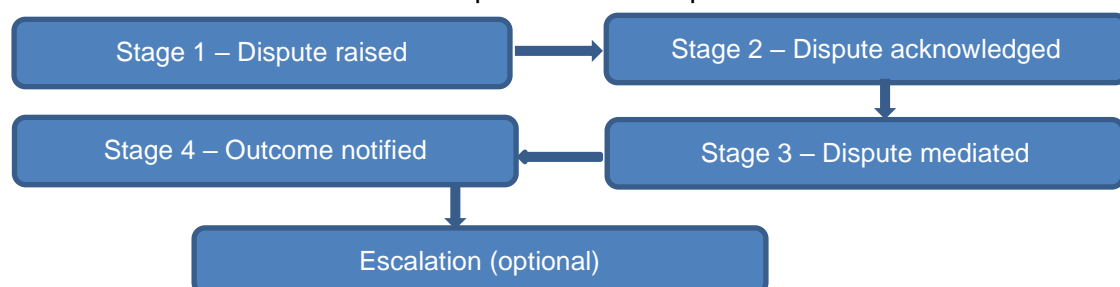 Stage 1 – Dispute raised
Stage 2 – Dispute acknowledged
Stage 4 – Outcome notified
Stage 3 – Dispute mediated
Escalation (optional)